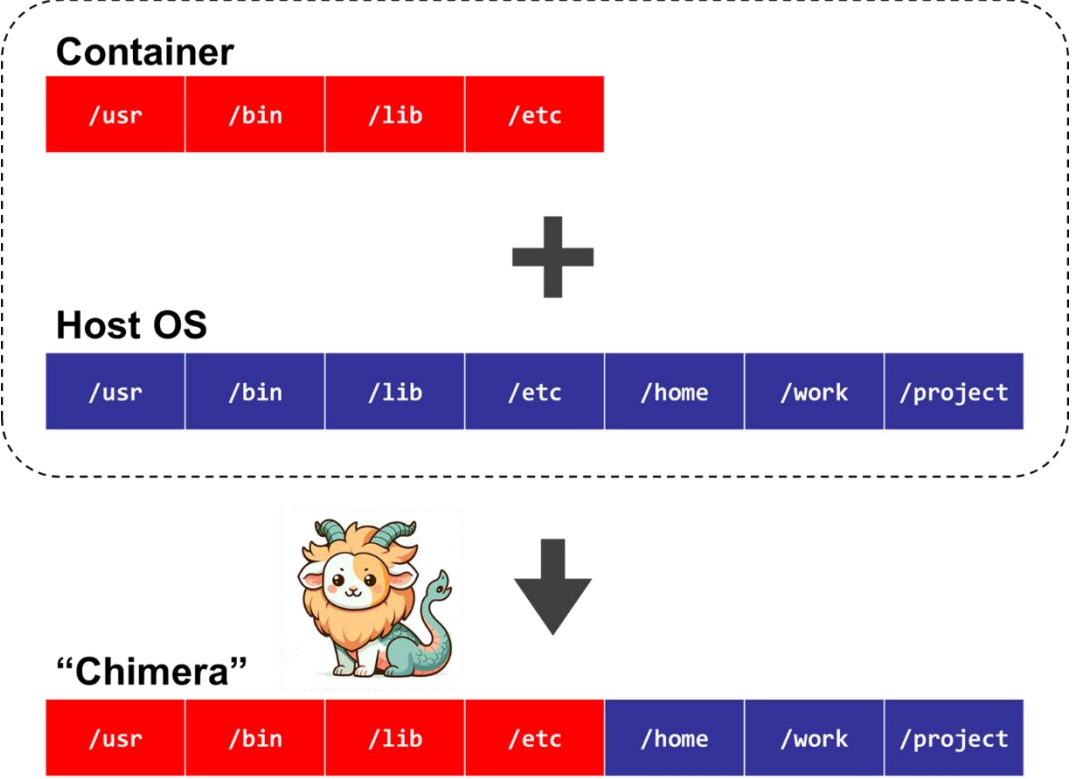 Container
/usr /bin /lib /etc
Host OS
/usr /bin /lib /etc /home /work /project
“Chimera”
/usr /bin /lib /etc /home /work /project